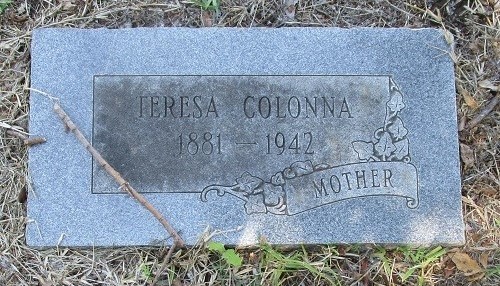 TERESA COLONNA
1881 — 1942
MOTHER